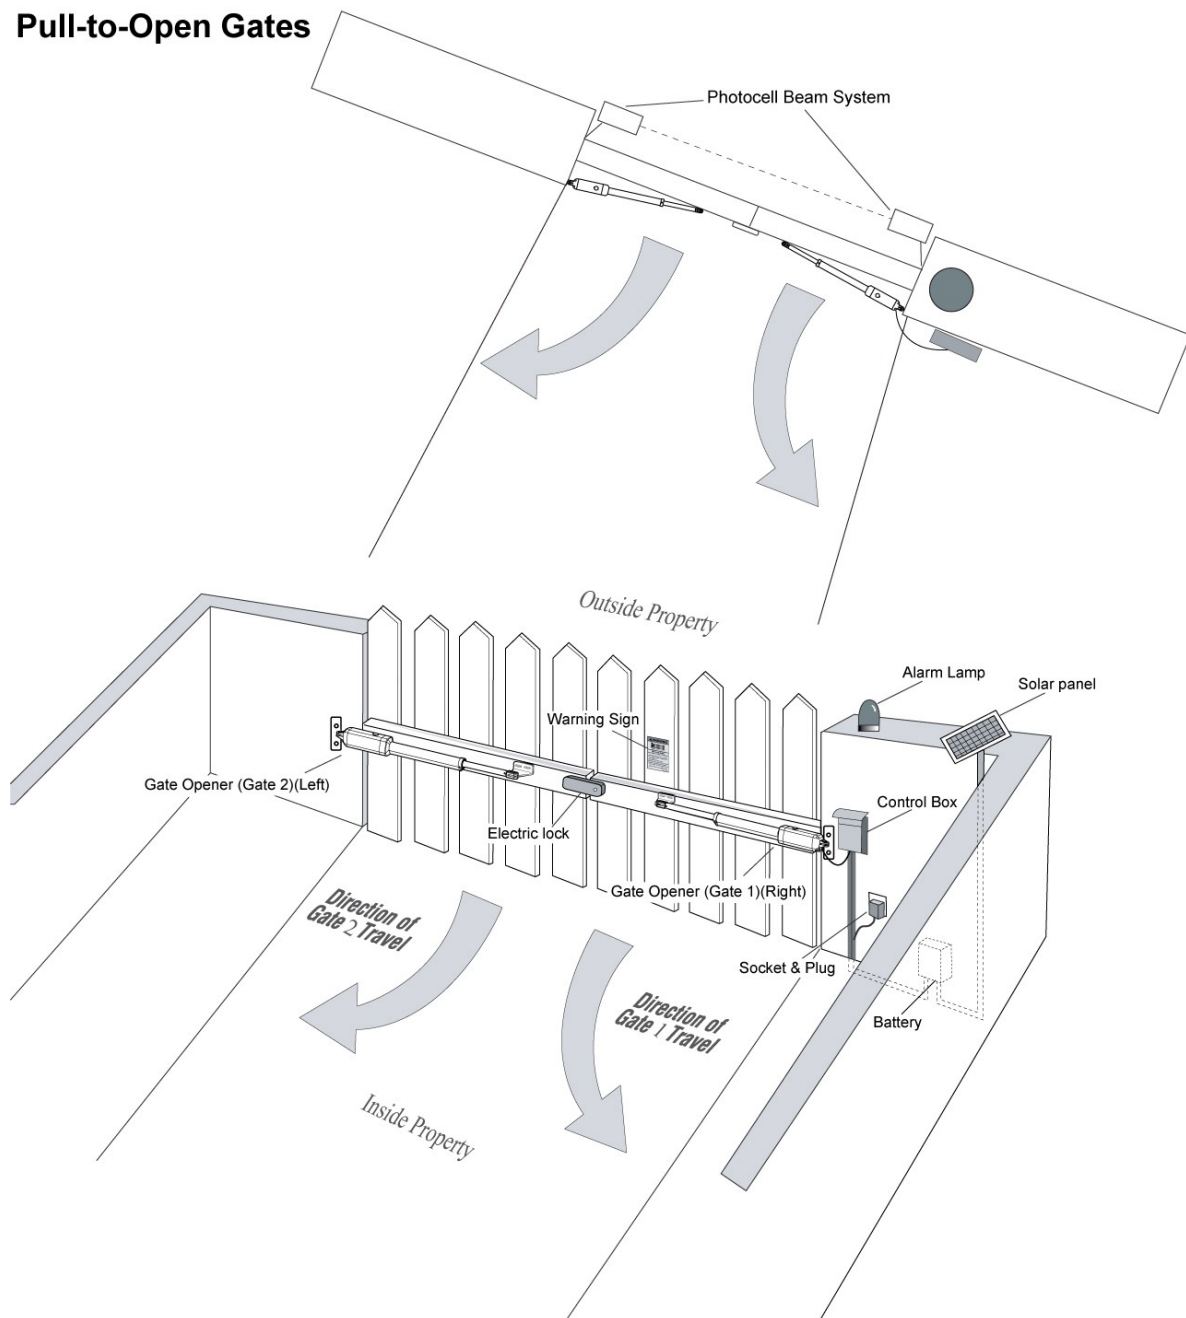 Pull-to-Open Gates
Photocell Beam System
Outside Property
Alarm Lamp
Solar panel
Warning Sign
Gate Opener (Gate 2)(Left)
Control Box
Electric lock
Gate Opener (Gate 1)(Right)
Direction of
Gate 2 Travel
Socket & Plug
Direction of
Gate 1 Travel
Battery
Inside Property